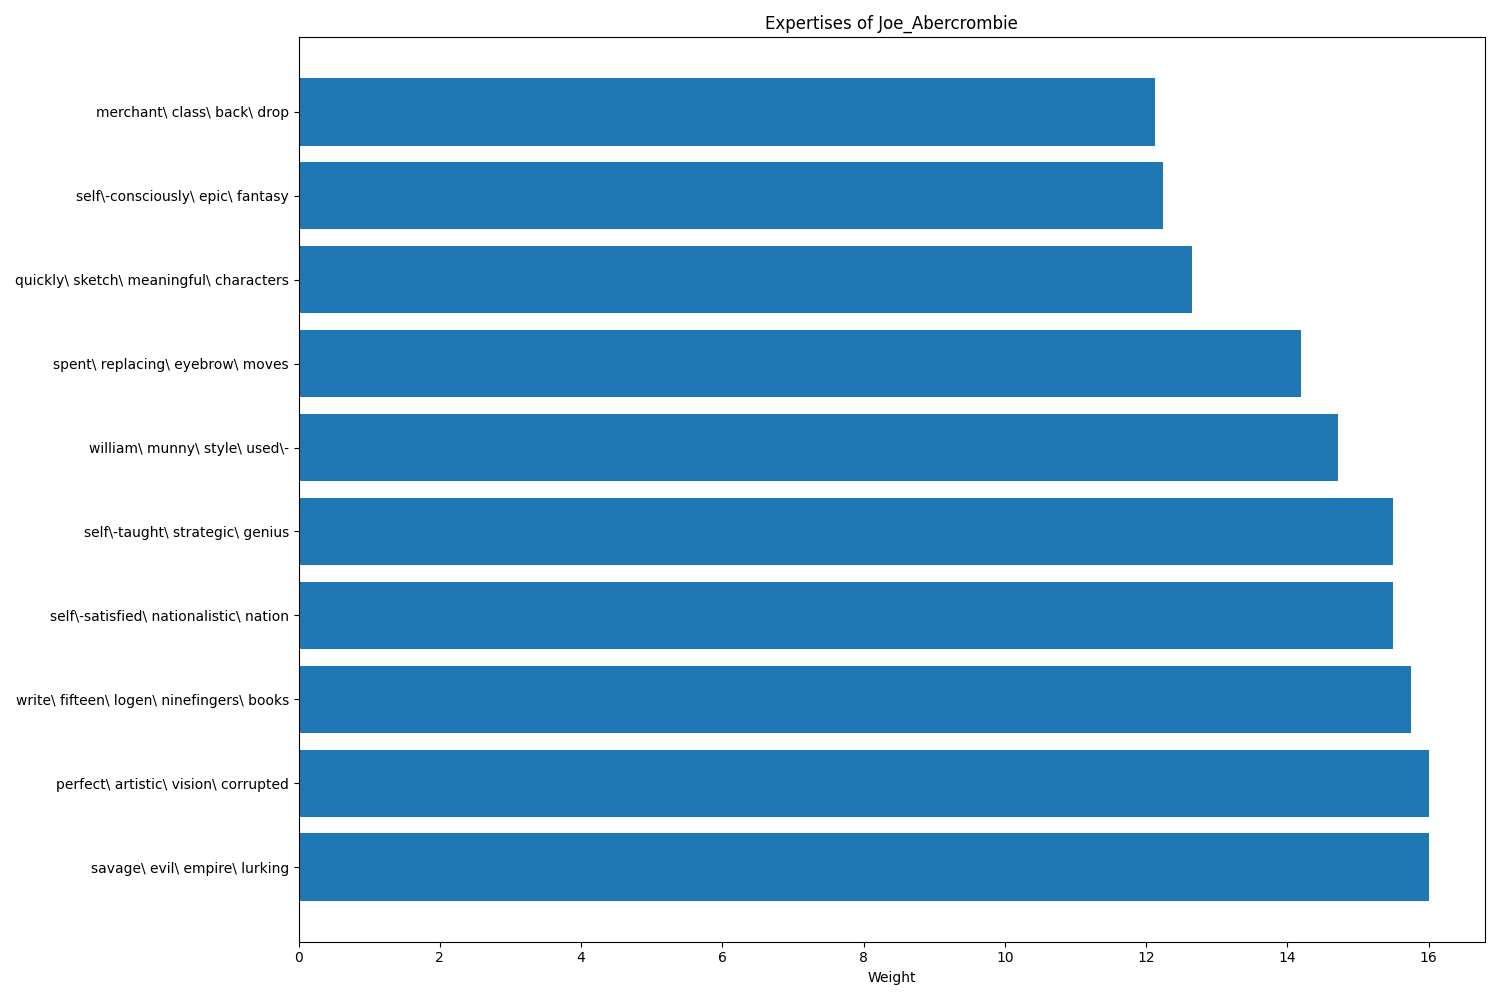 Expertises of Joe_Abercrombie
merchant\ class\ back\ drop
self\-consciously\ epic\ fantasy
quickly\ sketch\ meaningful\ characters
spent\ replacing\ eyebrow\ moves
william\ munny\ style\ used\-
self\-taught\ strategic\ genius
self\-satisfied\ nationalistic\ nation
write\ fifteen\ logen\ ninefingers\ books
perfect\ artistic\ vision\ corrupted
savage\ evil\ empire\ lurking
0 2 4 6 8 10 12 14 16
Weight